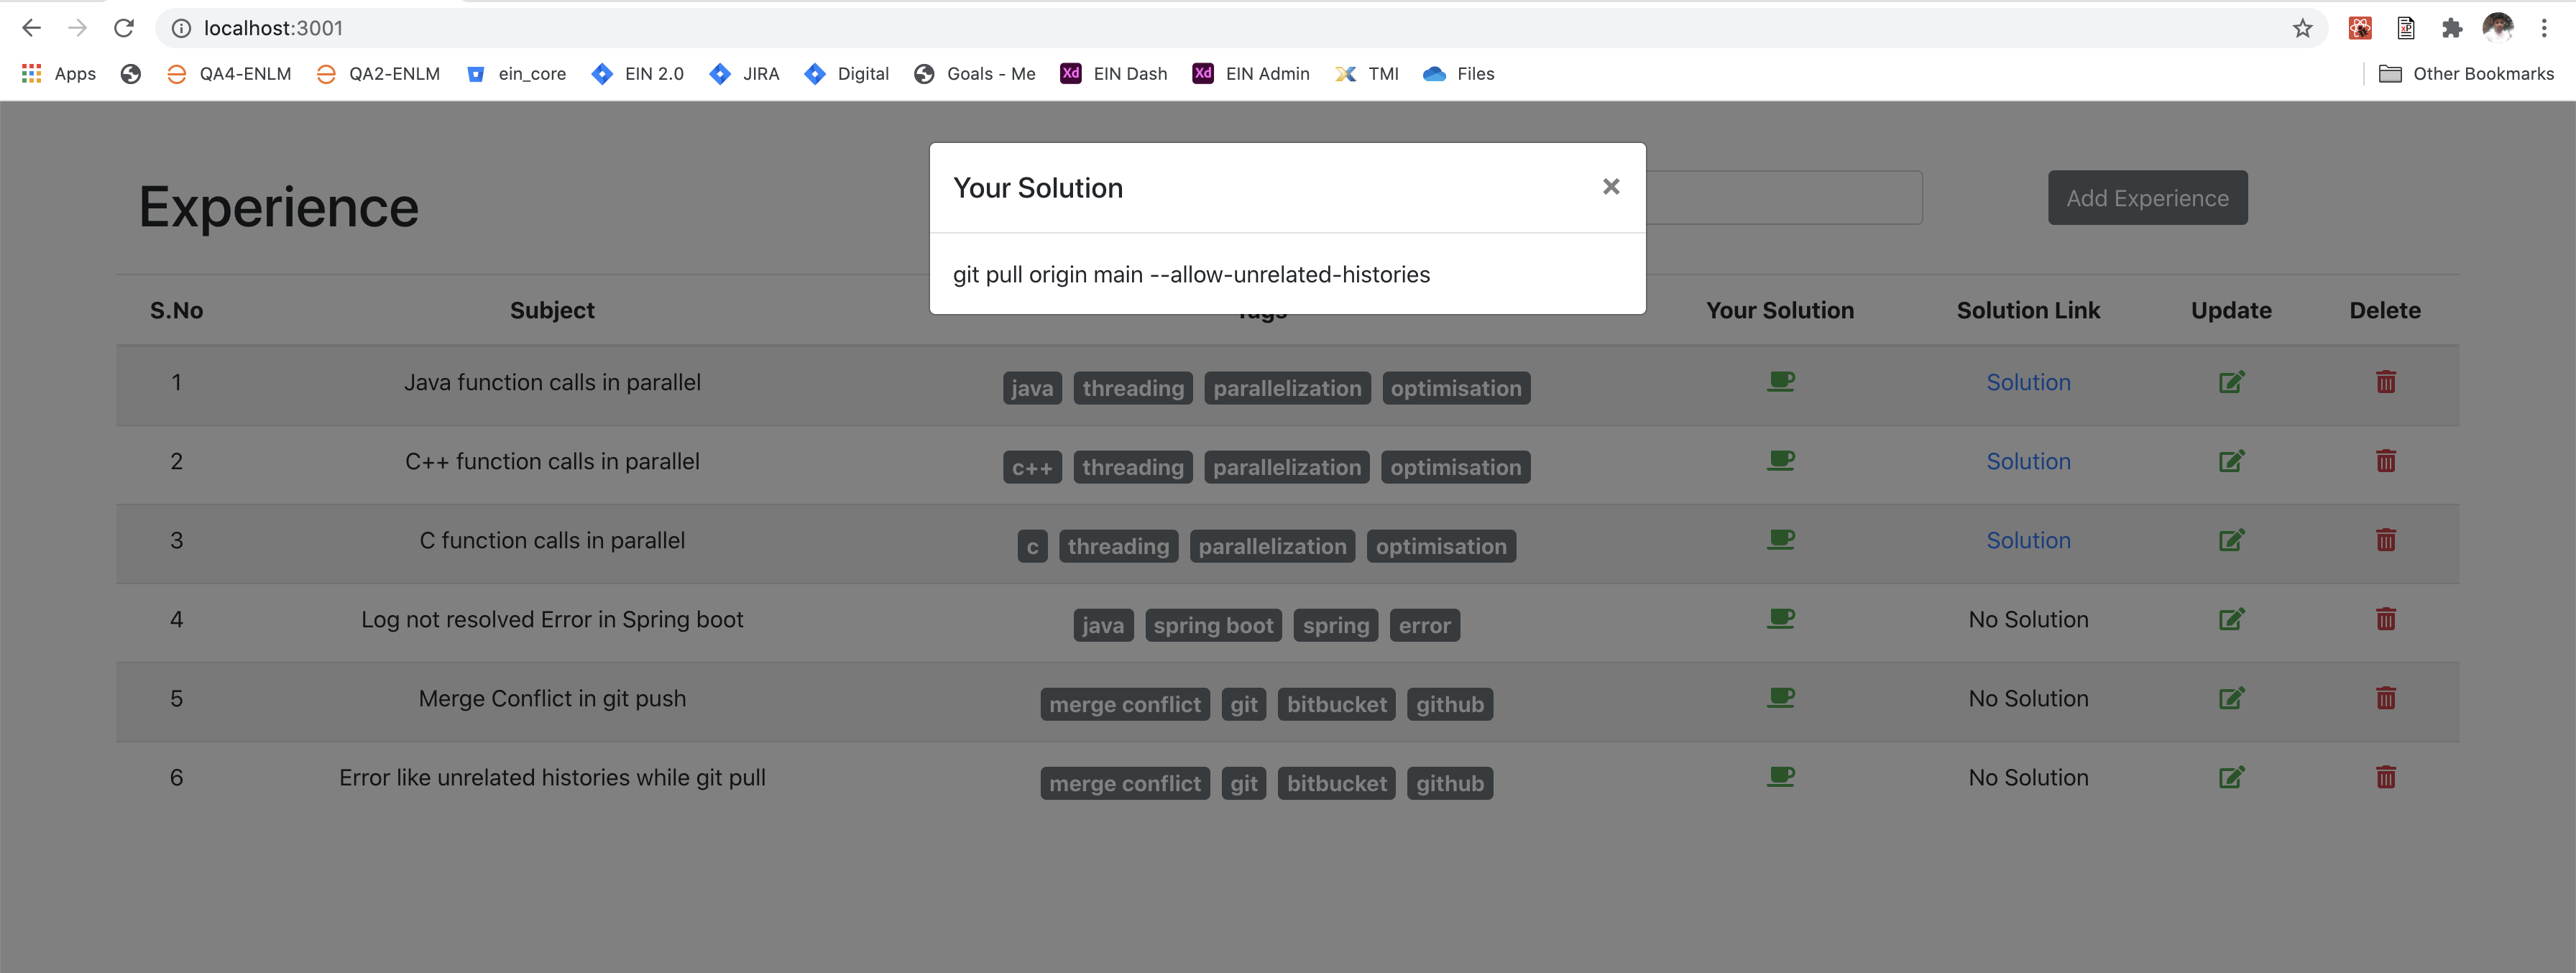 localhost:3001
Apps QA4-ENLM QA2-ENLM ein_core EIN 2.0 JIRA Digital Goals - Me Xd EIN Dash Xd EIN Admin TMI Files Other Bookmarks
Your Solution ×
Experience Add Experience
git pull origin main --allow-unrelated-histories
S.No Subject Tags Your Solution Solution Link Update Delete
1 Java function calls in parallel java threading parallelization optimisation Solution
2 C++ function calls in parallel c++ threading parallelization optimisation Solution
3 C function calls in parallel c threading parallelization optimisation Solution
4 Log not resolved Error in Spring boot java spring boot spring error No Solution
5 Merge Conflict in git push merge conflict git bitbucket github No Solution
6 Error like unrelated histories while git pull merge conflict git bitbucket github No Solution